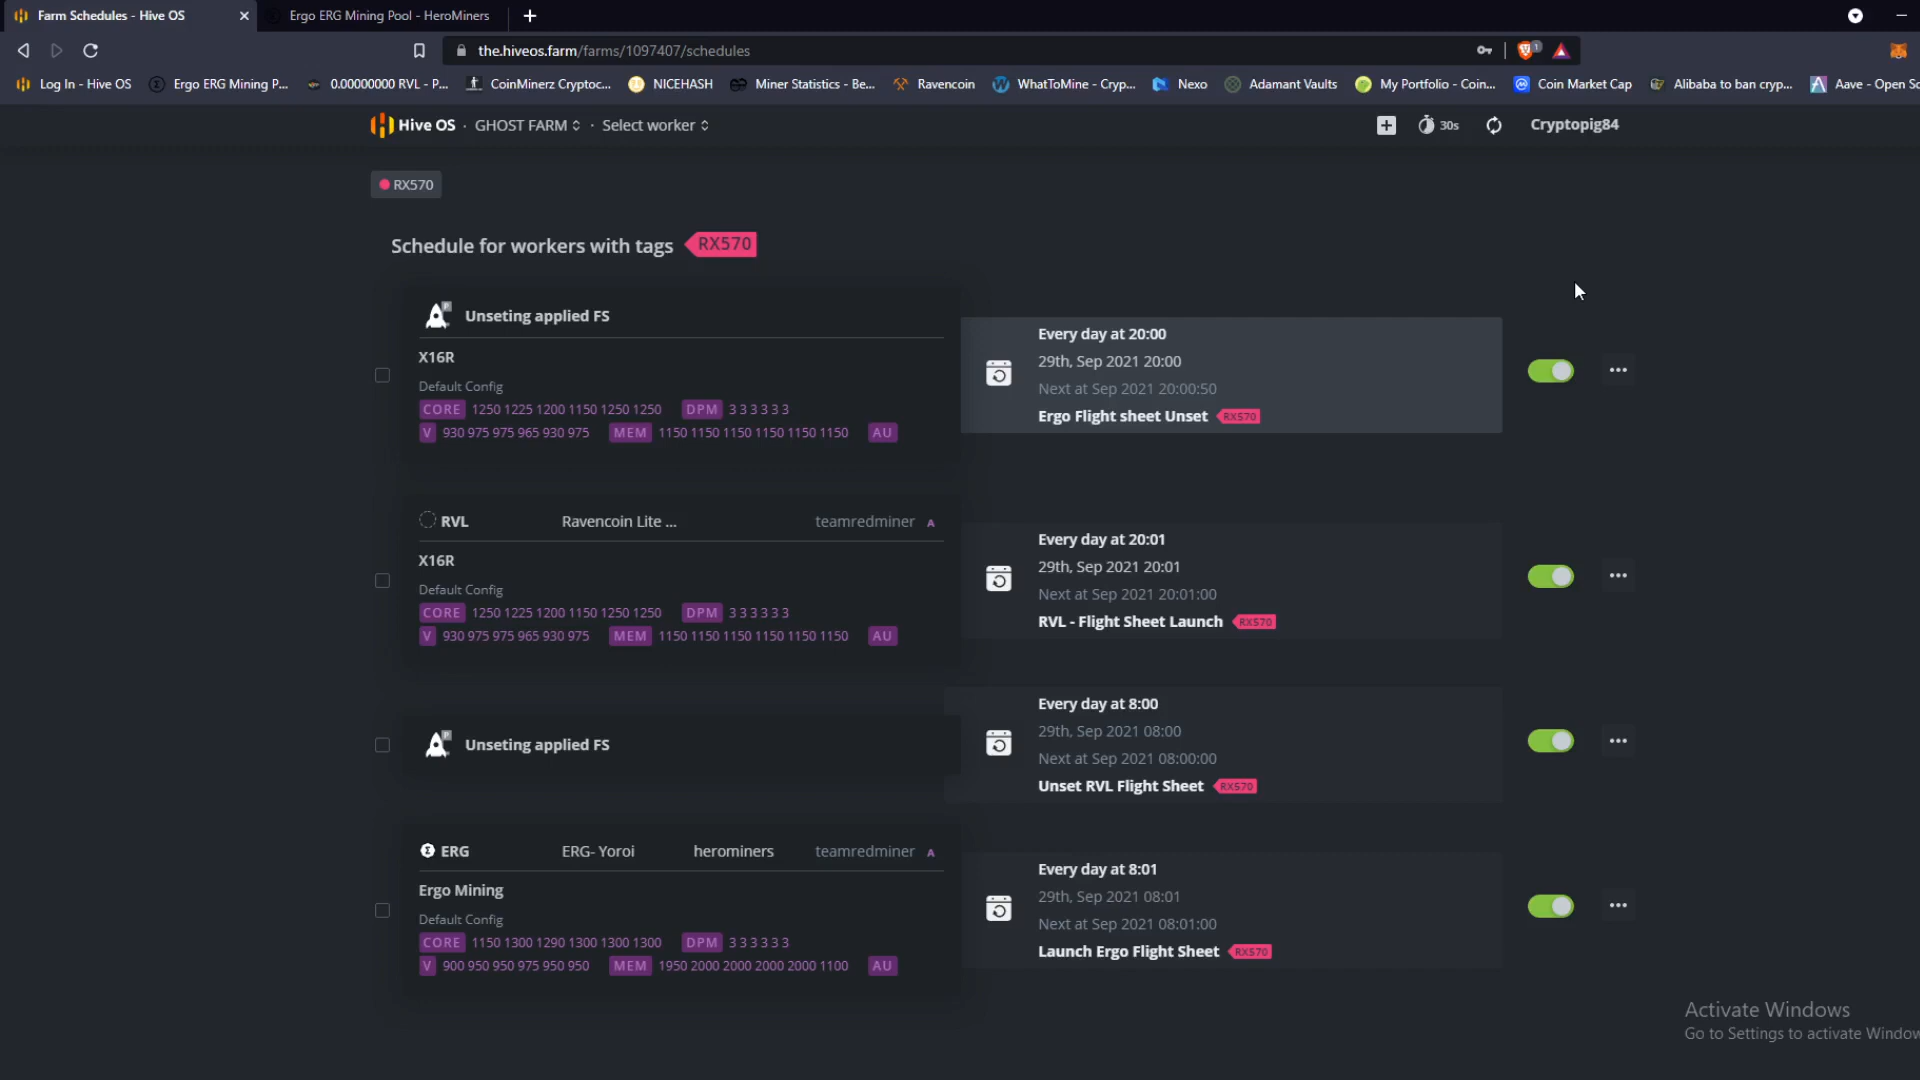 Farm Schedules - Hive OS
Ergo ERG Mining Pool - HeroMiners
the.hiveos.farm/farms/1097407/schedules
Log In - Hive OS
Ergo ERG Mining P...
0.00000000 RVL - P...
CoinMinerz Cryptoc...
NICEHASH
Miner Statistics - Be...
Ravencoin
WhatToMine - Cryp...
Nexo
Adamant Vaults
My Portfolio - Coin...
Coin Market Cap
Alibaba to ban cryp...
Aave - Open So
Hive OS · GHOST FARM · Select worker
30s
Cryptopig84
RX570
Schedule for workers with tags RX570
Unseting applied FS
X16R
Default Config
CORE 1250 1225 1200 1150 1250 1250 DPM 3 3 3 3 3 3
V 930 975 975 965 930 975 MEM 1150 1150 1150 1150 1150 1150 AU
Every day at 20:00
29th, Sep 2021 20:00
Next at Sep 2021 20:00:50
Ergo Flight sheet Unset RX570
RVL Ravencoin Lite ... teamredminer A
X16R
Default Config
CORE 1250 1225 1200 1150 1250 1250 DPM 3 3 3 3 3 3
V 930 975 975 965 930 975 MEM 1150 1150 1150 1150 1150 1150 AU
Every day at 20:01
29th, Sep 2021 20:01
Next at Sep 2021 20:01:00
RVL - Flight Sheet Launch RX570
Unseting applied FS
Every day at 8:00
29th, Sep 2021 08:00
Next at Sep 2021 08:00:00
Unset RVL Flight Sheet RX570
ERG ERG- Yoroi herominers teamredminer A
Ergo Mining
Default Config
CORE 1150 1300 1290 1300 1300 1300 DPM 3 3 3 3 3 3
V 900 950 950 975 950 950 MEM 1950 2000 2000 2000 2000 1100 AU
Every day at 8:01
29th, Sep 2021 08:01
Next at Sep 2021 08:01:00
Launch Ergo Flight Sheet RX570
Activate Windows
Go to Settings to activate Window